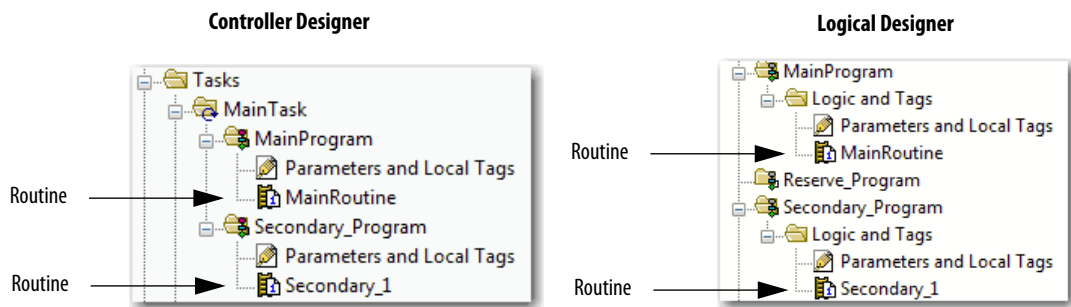 Controller Designer
Tasks
MainTask
MainProgram
Parameters and Local Tags
Routine
MainRoutine
Secondary_Program
Parameters and Local Tags
Routine
Secondary_1
Logical Designer
MainProgram
Logic and Tags
Parameters and Local Tags
Routine
MainRoutine
Reserve_Program
Secondary_Program
Logic and Tags
Parameters and Local Tags
Routine
Secondary_1